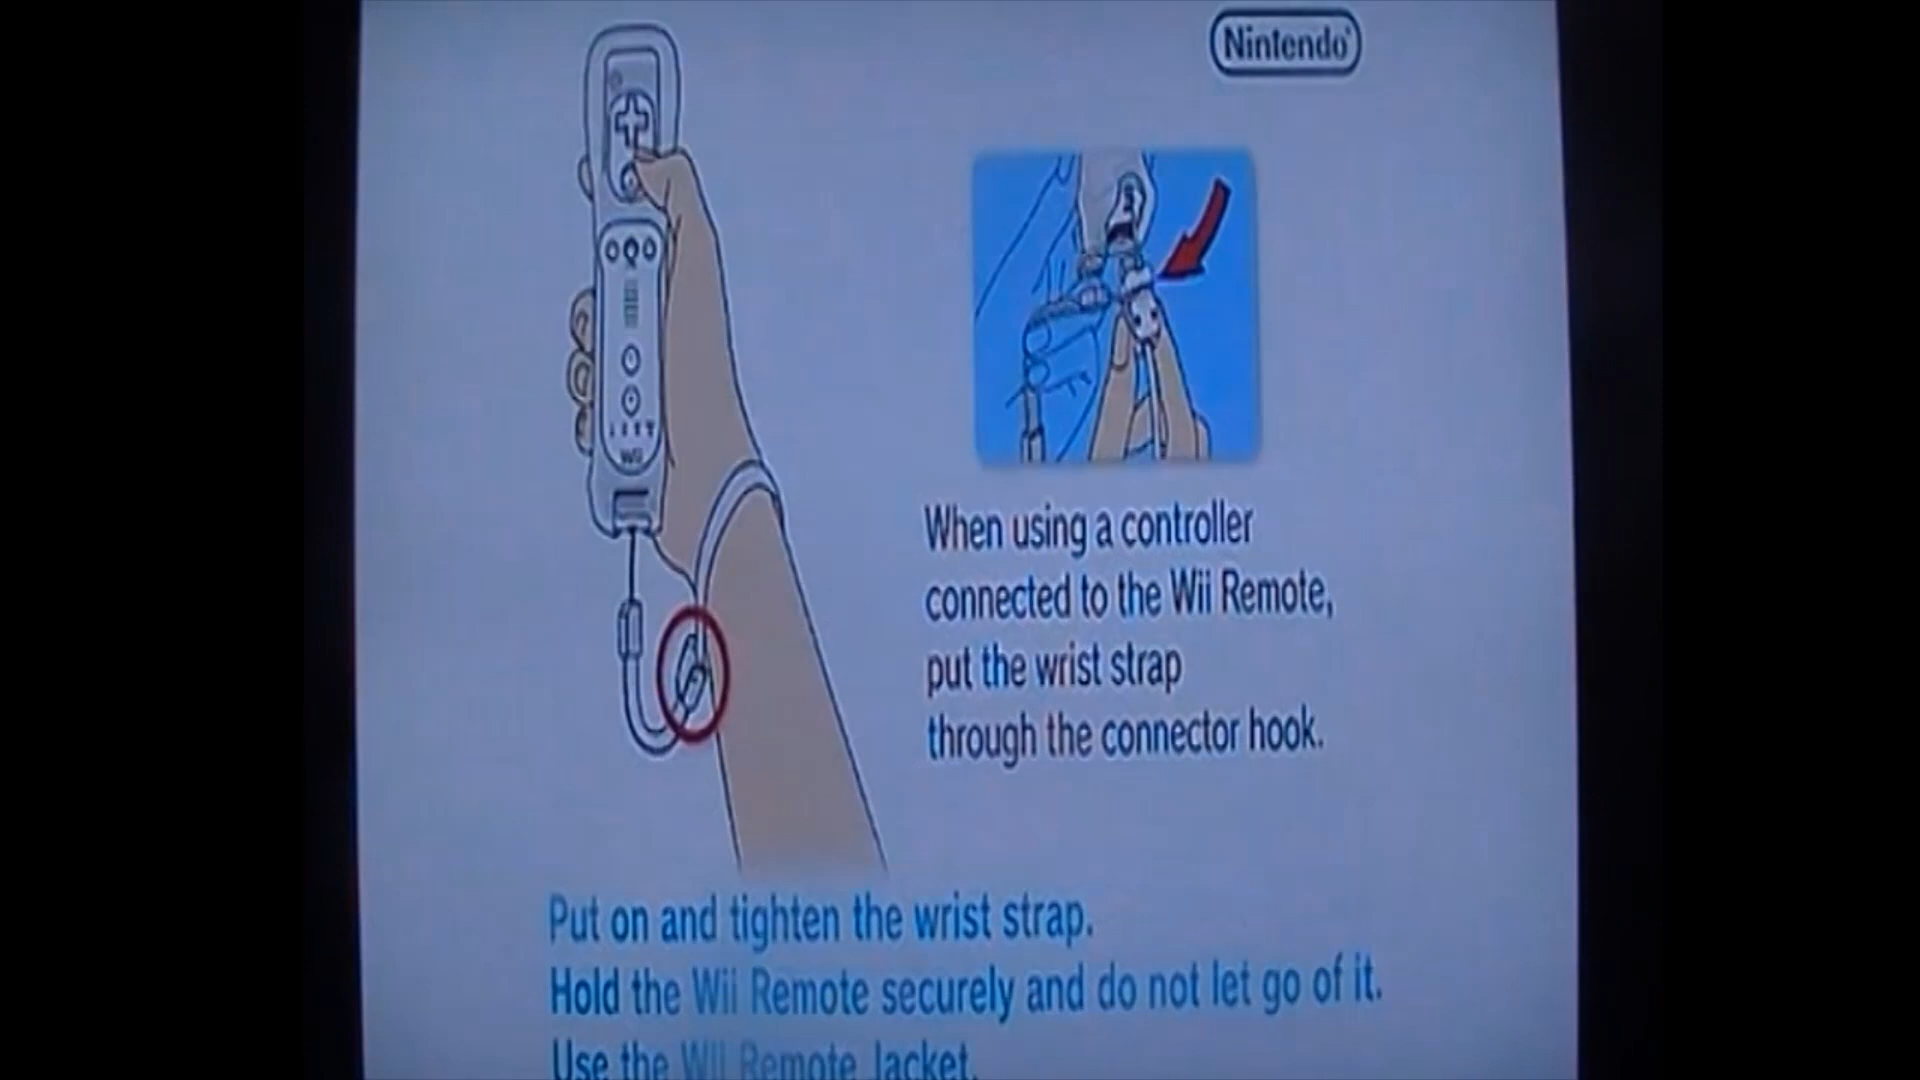 Nintendo
Wii
When using a controller
connected to the Wii Remote,
put the wrist strap
through the connector hook.
Put on and tighten the wrist strap.
Hold the Wii Remote securely and do not let go of it.
Use the Wii Remote Jacket.